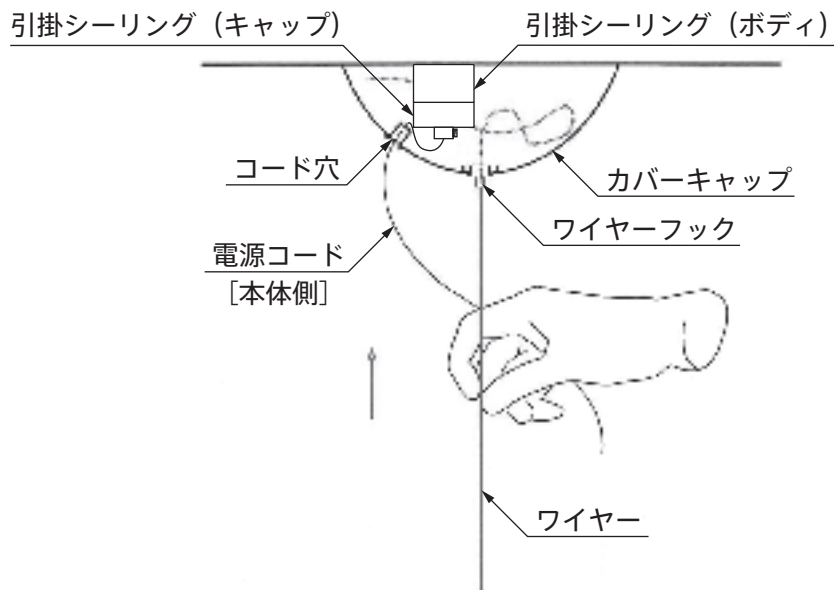 引掛シーリング（キャップ）
引掛シーリング（ボディ）
コード穴
カバーキャップ
ワイヤーフック
電源コード
［本体側］
ワイヤー